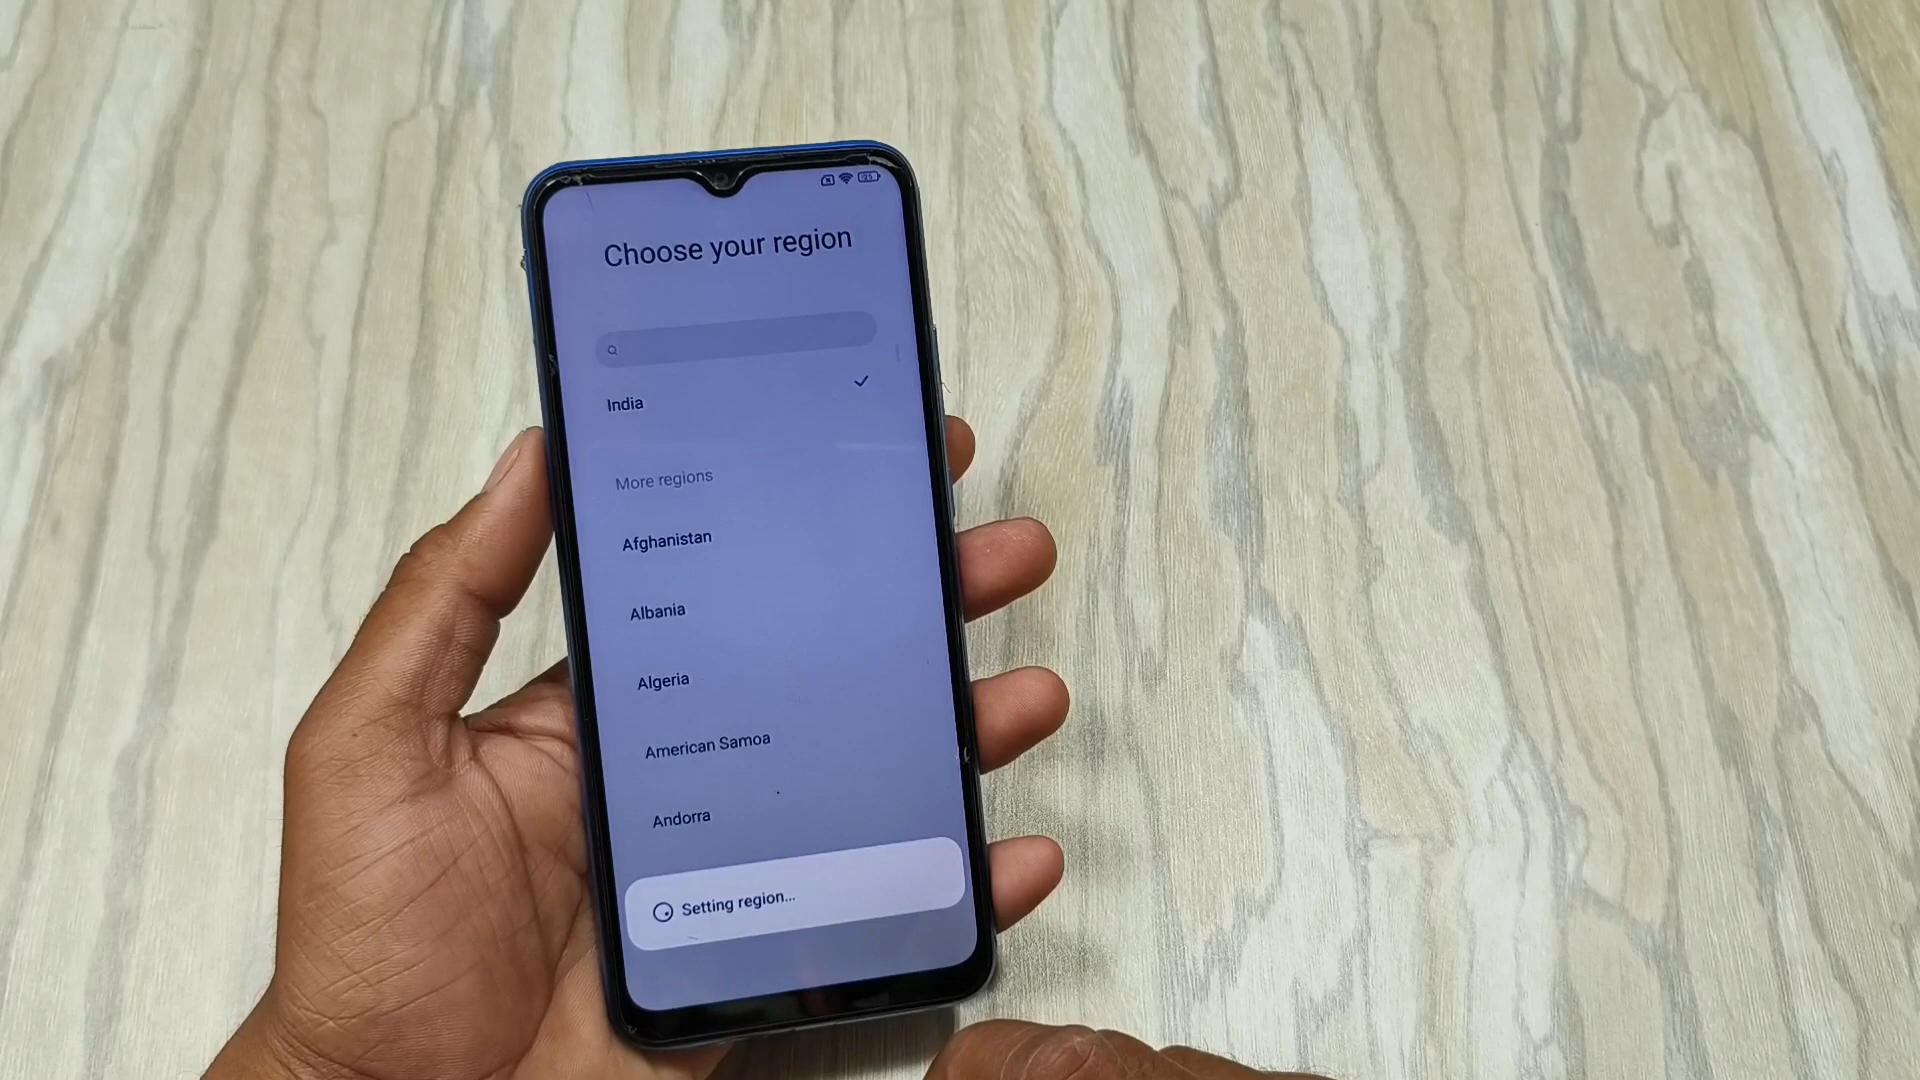 Choose your region
India
More regions
Afghanistan
Albania
Algeria
American Samoa
Andorra
Setting region...